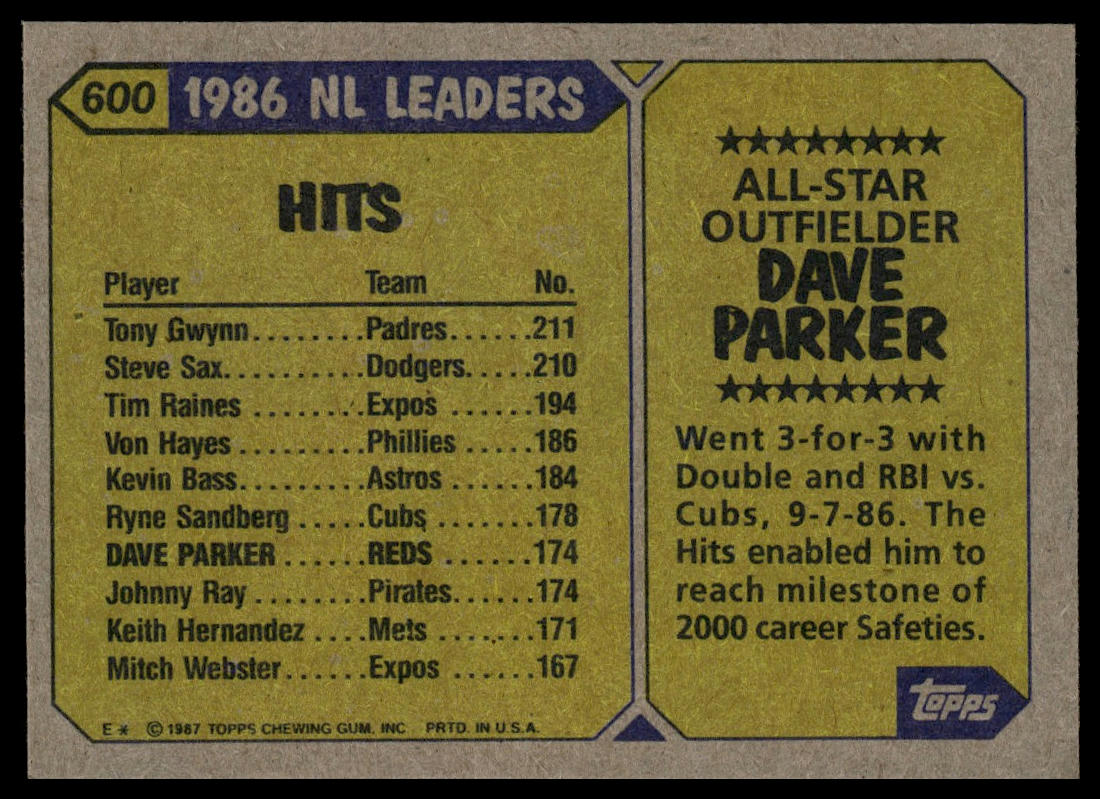 600 1986 NL LEADERS
HITS
Player Team No.
Tony Gwynn........Padres......211
Steve Sax..........Dodgers.....210
Tim Raines ........Expos ......194
Von Hayes........Phillies ......186
Kevin Bass.........Astros ......184
Ryne Sandberg .....Cubs .......178
DAVE PARKER......REDS ......174
Johnny Ray ........Pirates......174
Keith Hernandez ....Mets .......171
Mitch Webster......Expos ......167
E* © 1987 TOPPS CHEWING GUM, INC. PRTD. IN U.S.A.
★★★★★★★★
ALL-STAR
OUTFIELDER
DAVE
PARKER
★★★★★★★★
Went 3-for-3 with
Double and RBI vs.
Cubs, 9-7-86. The
Hits enabled him to
reach milestone of
2000 career Safeties.
topps